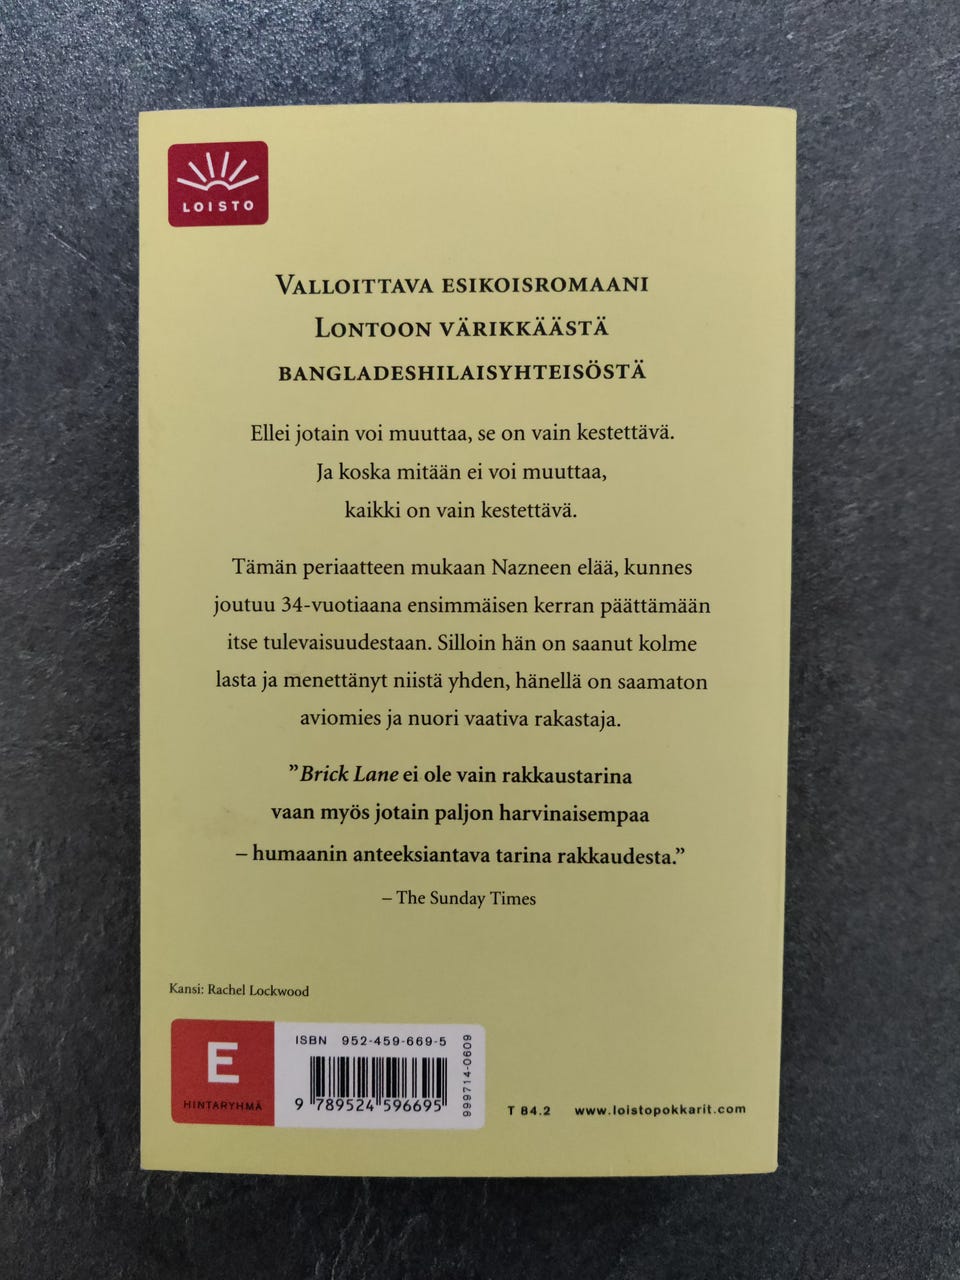 LOISTO
VALLOITTAVA ESIKOISROMAANI
LONTOON VÄRIKKÄÄSTÄ
BANGLADESHILAISYHTEISÖSTÄ
Ellei jotain voi muuttaa, se on vain kestettävä.
Ja koska mitään ei voi muuttaa,
kaikki on vain kestettävä.
Tämän periaatteen mukaan Nazneen elää, kunnes
joutuu 34-vuotiaana ensimmäisen kerran päättämään
itse tulevaisuudestaan. Silloin hän on saanut kolme
lasta ja menettänyt niistä yhden, hänellä on saamaton
aviomies ja nuori vaativa rakastaja.
”Brick Lane ei ole vain rakkaustarina
vaan myös jotain paljon harvinaisempaa
– humaanin anteeksiantava tarina rakkaudesta.”
– The Sunday Times
Kansi: Rachel Lockwood
E
HINTARYHMÄ
ISBN 952-459-669-5
9 789524 596695
999714-0609
T 84.2 www.loistopokkarit.com